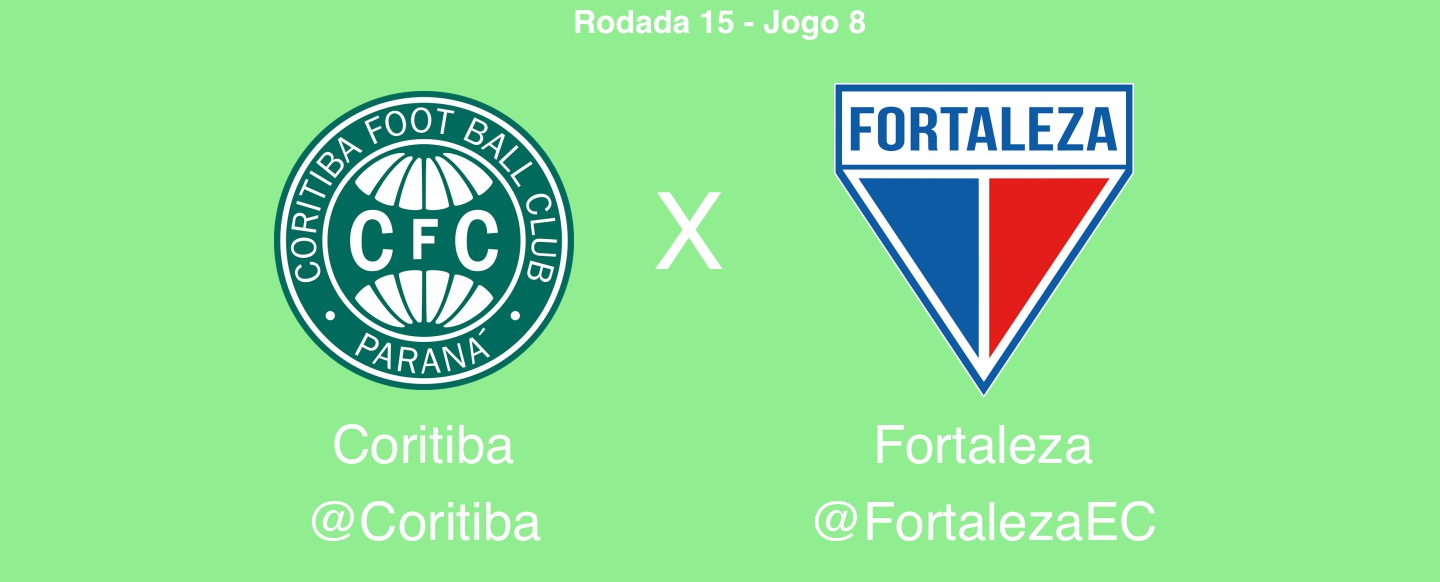 Rodada 15 - Jogo 8
CORITIBA FOOT BALL CLUB
CFC
PARANÁ
X
FORTALEZA
Coritiba
Fortaleza
@Coritiba
@FortalezaEC